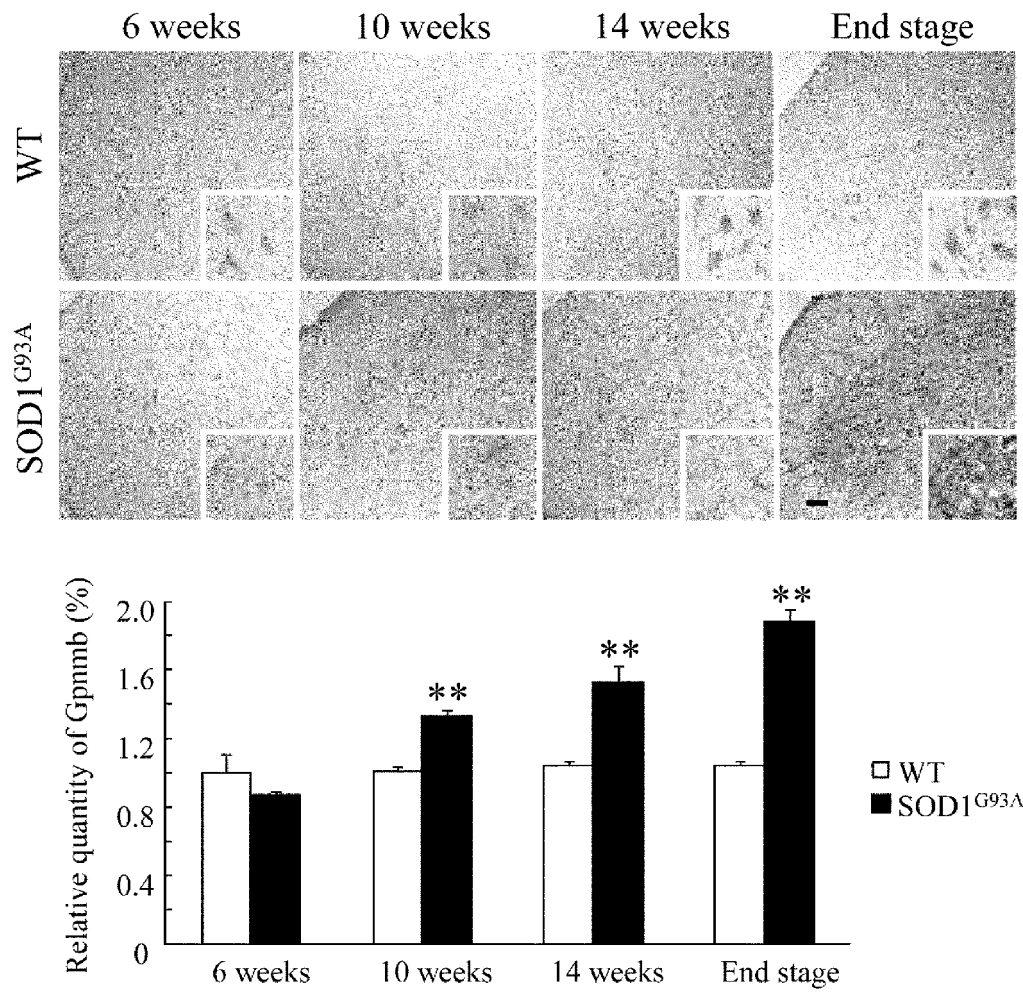 6 weeks 10 weeks 14 weeks End stage
WT
SOD1G93A
Relative quantity of Gpnmb (%)
2.0
1.6
1.2
0.8
0.4
0
**
**
**
WT
SOD1G93A
6 weeks 10 weeks 14 weeks End stage